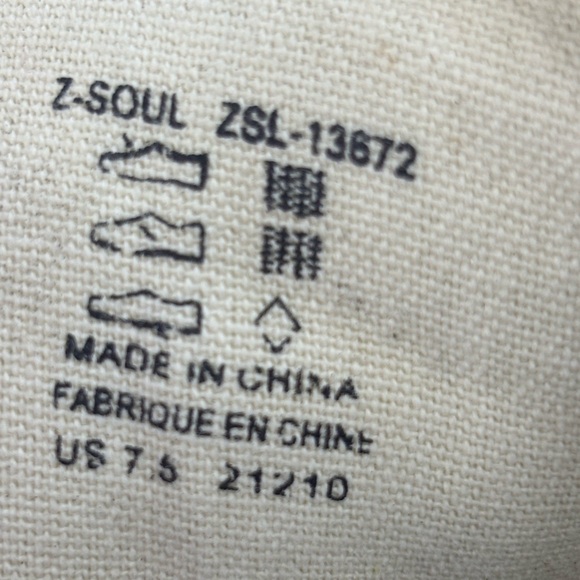 Z-SOUL ZSL-13672
MADE IN CHINA
FABRIQUE EN CHINE
US 7.5 21210